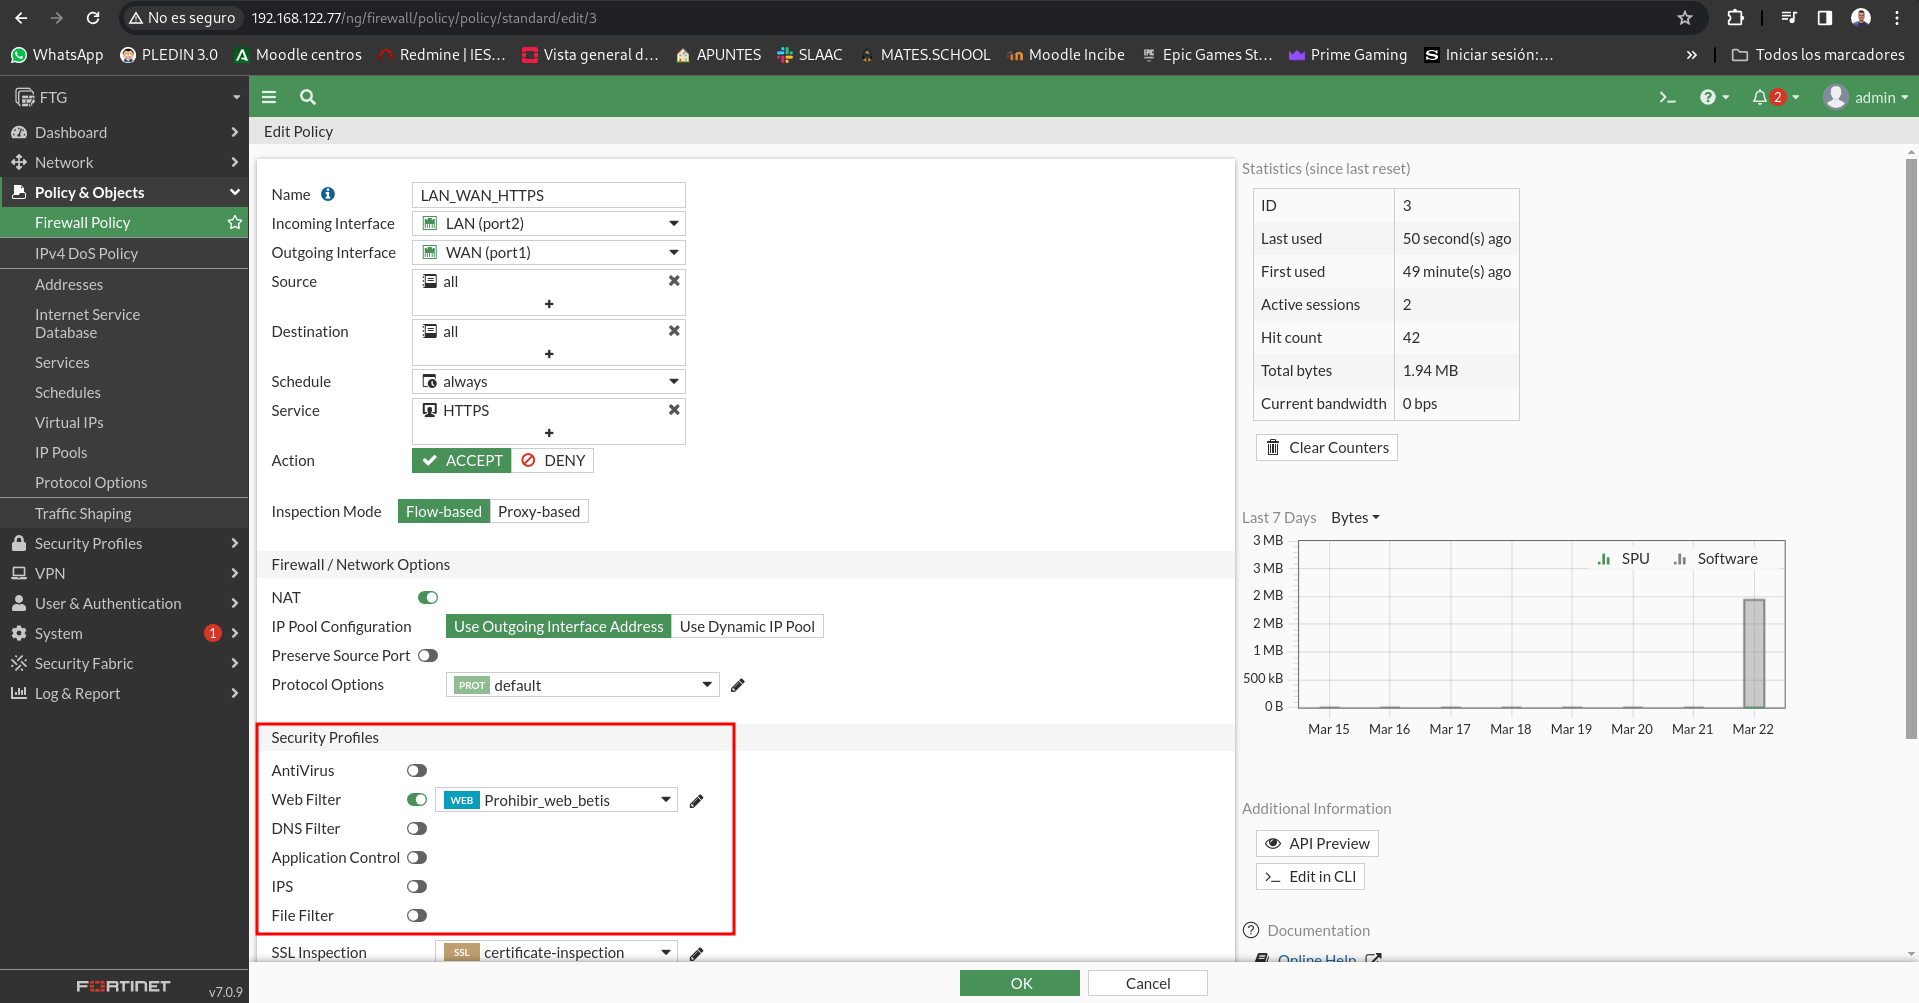 No es seguro 192.168.122.77/ng/firewall/policy/policy/standard/edit/3
WhatsApp PLEDIN 3.0 Moodle centros Redmine | IES... Vista general d... APUNTES SLAAC MATES.SCHOOL Moodle Incibe Epic Games St... Prime Gaming Iniciar sesión:... » Todos los marcadores
FTG
Dashboard
Network
Policy & Objects
Firewall Policy
IPv4 DoS Policy
Addresses
Internet Service
Database
Services
Schedules
Virtual IPs
IP Pools
Protocol Options
Traffic Shaping
Security Profiles
VPN
User & Authentication
System 1
Security Fabric
Log & Report
FORTINET v7.0.9
>_ ? 2 admin
Edit Policy
Name LAN_WAN_HTTPS
Incoming Interface LAN (port2)
Outgoing Interface WAN (port1)
Source all
+
Destination all
+
Schedule always
Service HTTPS
+
Action ACCEPT DENY
Inspection Mode Flow-based Proxy-based
Firewall / Network Options
NAT
IP Pool Configuration Use Outgoing Interface Address Use Dynamic IP Pool
Preserve Source Port
Protocol Options PROT default
Security Profiles
AntiVirus
Web Filter WEB Prohibir_web_betis
DNS Filter
Application Control
IPS
File Filter
SSL Inspection SSL certificate-inspection
OK Cancel
Statistics (since last reset)
ID 3
Last used 50 second(s) ago
First used 49 minute(s) ago
Active sessions 2
Hit count 42
Total bytes 1.94 MB
Current bandwidth 0 bps
Clear Counters
Last 7 Days Bytes
SPU Software
3 MB
3 MB
2 MB
2 MB
1 MB
500 kB
0 B
Mar 15 Mar 16 Mar 17 Mar 18 Mar 19 Mar 20 Mar 21 Mar 22
Additional Information
API Preview
>_ Edit in CLI
Documentation
Online Help